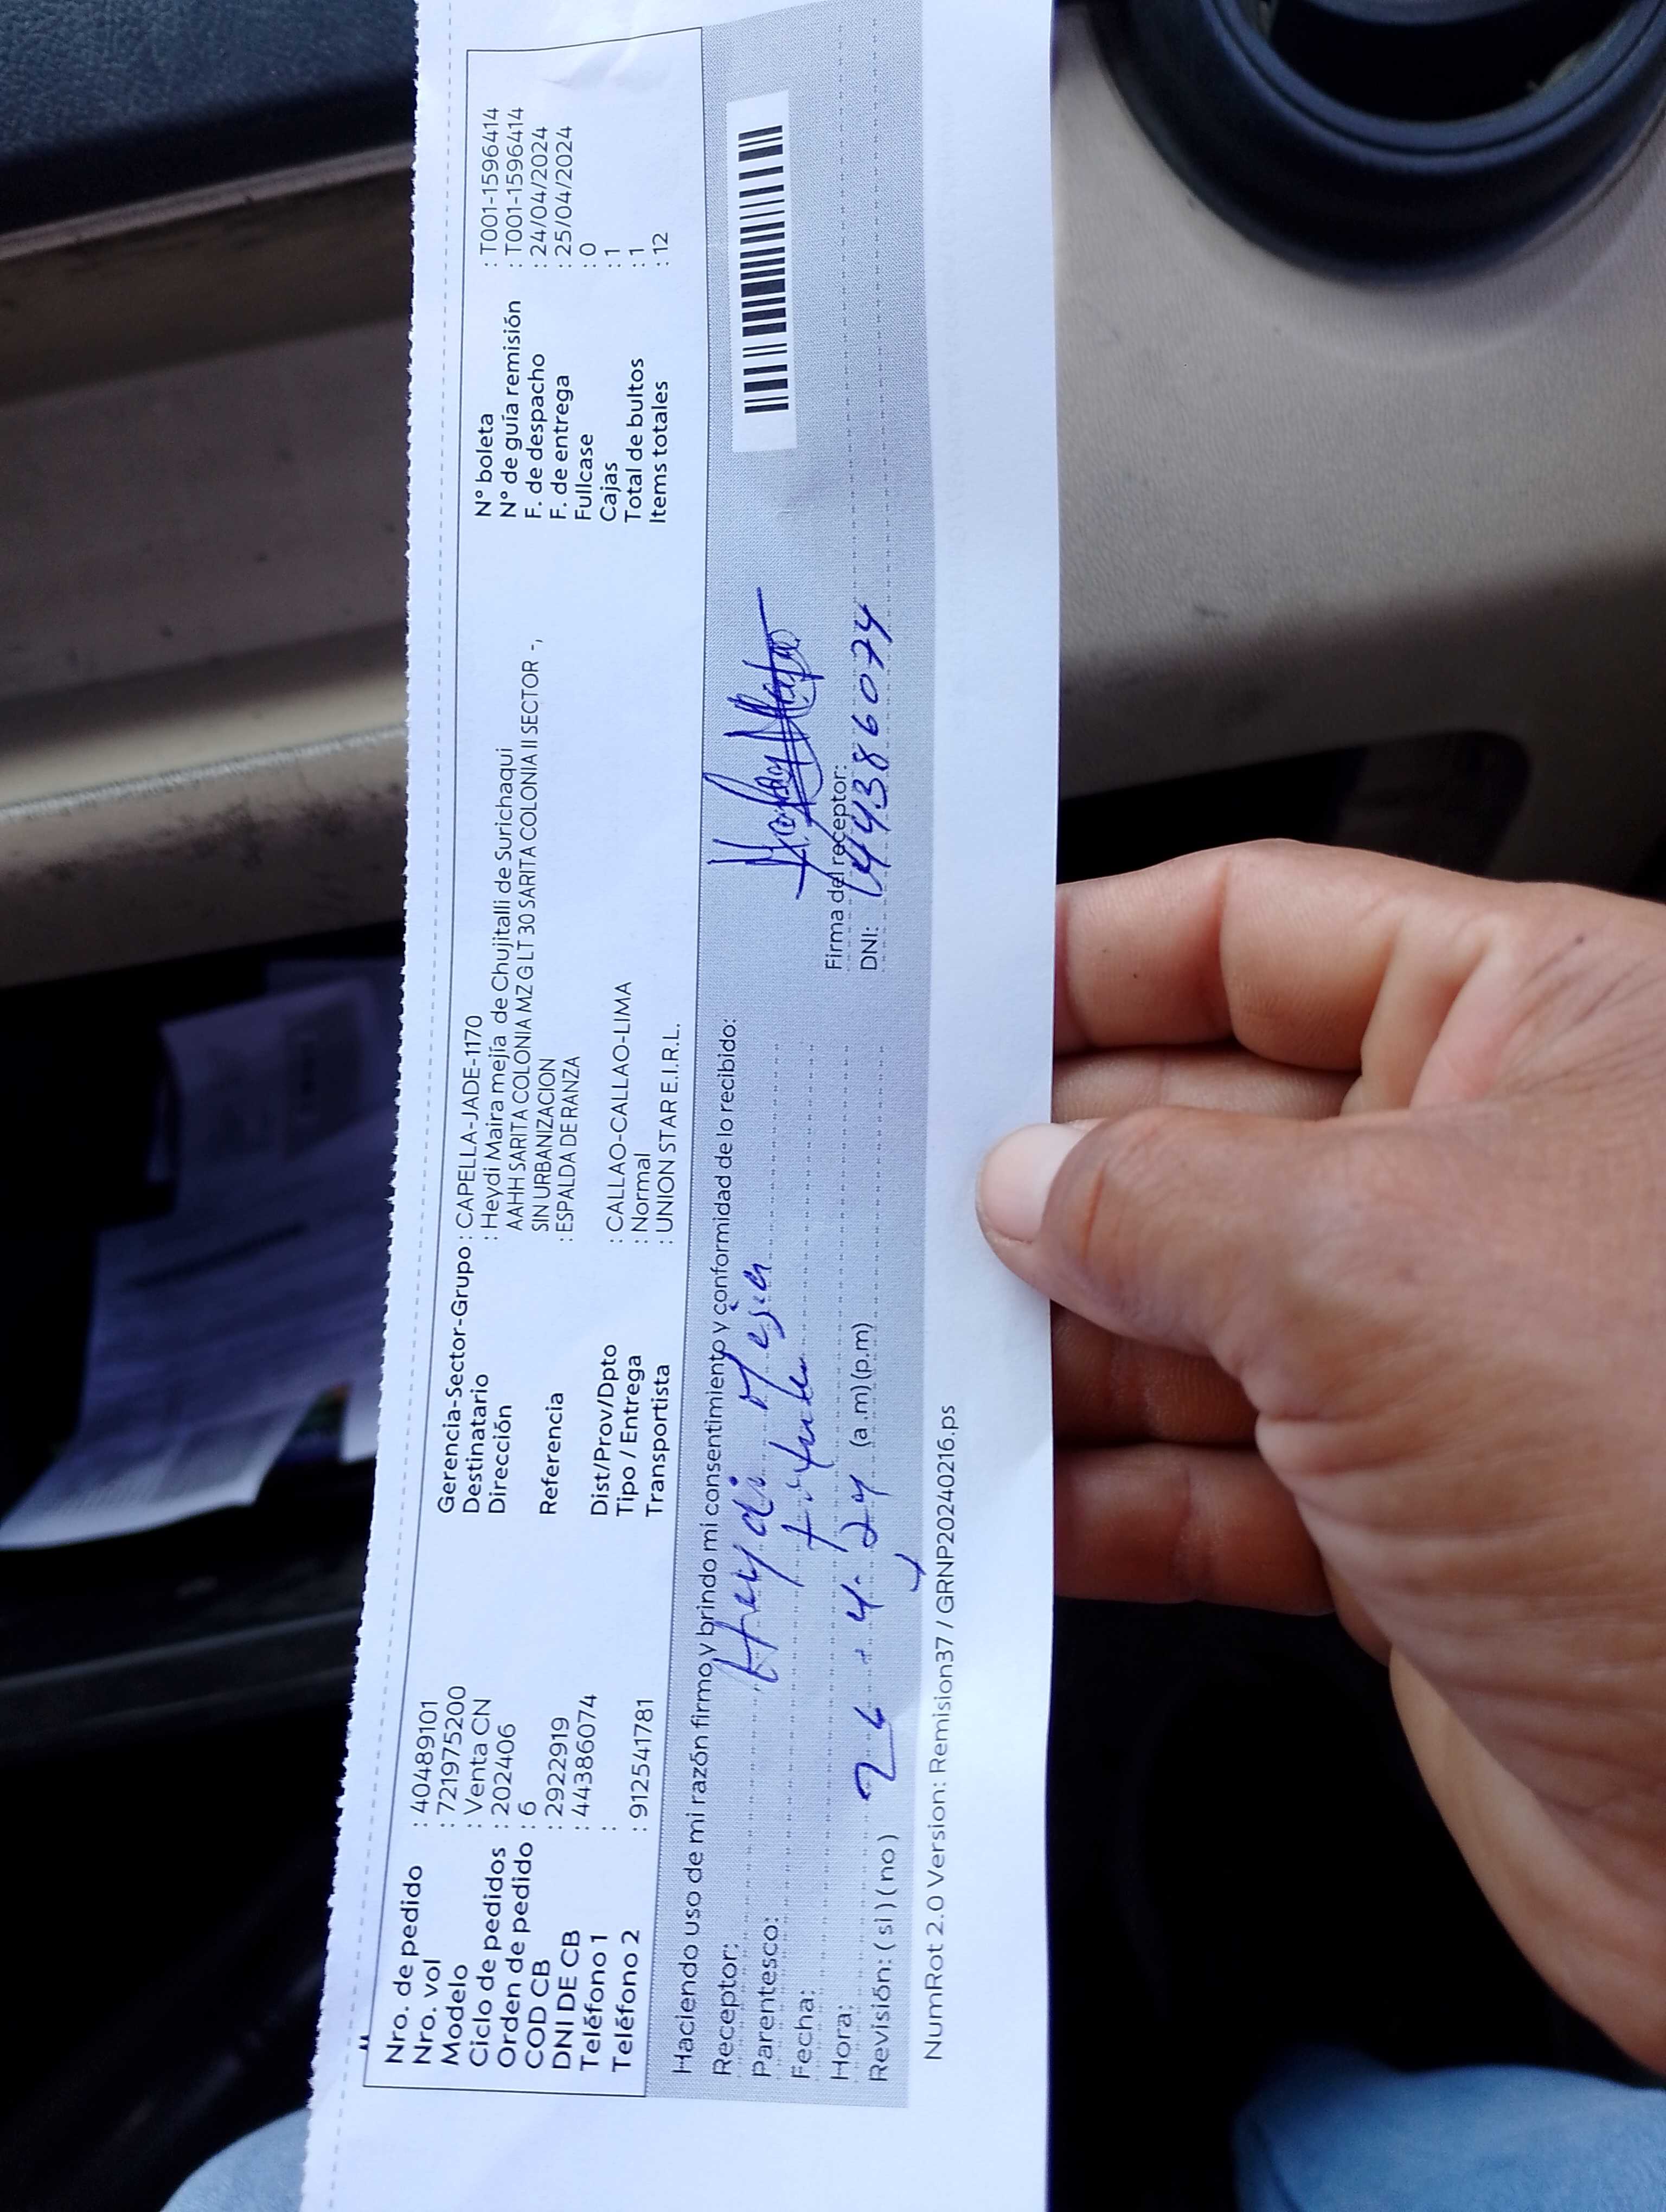 Nro. de pedido : 40489101
Nro. vol : 721975200
Modelo : Venta CN
Ciclo de pedidos : 202406
Orden de pedido : 6
COD CB : 2922919
DNI DE CB : 44386074
Teléfono 1 :
Teléfono 2 : 912541781
Gerencia-Sector-Grupo : CAPELLA-JADE-1170
Destinatario : Heydi Maira mejía de Chujitalli de Surichaqui
Dirección AAHH SARITA COLONIA MZ G LT 30 SARITA COLONIA II SECTOR -,
SIN URBANIZACION
Referencia : ESPALDA DE RANZA
Dist/Prov/Dpto : CALLAO-CALLAO-LIMA
Tipo / Entrega : Normal
Transportista : UNION STAR E.I.R.L.
N° boleta : T001-1596414
N° de guía remisión : T001-1596414
F. de despacho : 24/04/2024
F. de entrega : 25/04/2024
Fullcase : 0
Cajas : 1
Total de bultos : 1
Items totales : 12
Haciendo uso de mi razón firmo y brindo mi consentimiento y conformidad de lo recibido:
Receptor: Heydi Mejia
Parentesco:
Fecha:
Hora: 4-24 (a.m) (p.m)
Revisión: ( si ) ( no )
Firma del receptor:
DNI: 44386074
NumRot 2.0 Version: Remision37 / GRNP20240216.ps